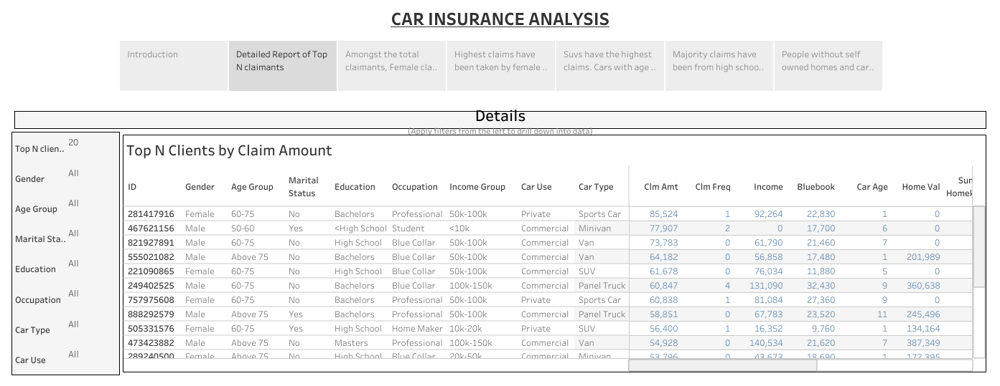 CAR INSURANCE ANALYSIS
Introduction
Detailed Report of Top
N claimants
Amongst the total
claimants, Female cla..
Highest claims have
been taken by female ..
Suvs have the highest
claims. Cars with age ..
Majority claims have
been from high schoo..
People without self
owned homes and car..
Details
(Apply filters from the left to drill down into data)
Top N clien.. 20
Gender All
Age Group All
Marital Sta.. All
Education All
Occupation All
Car Type All
Car Use All
Top N Clients by Claim Amount
ID Gender Age Group Marital Status Education Occupation Income Group Car Use Car Type Clm Amt Clm Freq Income Bluebook Car Age Home Val
281417916 Female 60-75 No Bachelors Professional 50k-100k Private Sports Car 85,524 1 92,264 22,830 1 0
467621156 Male 50-60 Yes <High School Student <10k Commercial Minivan 77,907 2 0 17,700 6 0
821927891 Male 60-75 No High School Blue Collar 50k-100k Commercial Van 73,783 0 61,790 21,460 7 0
555021082 Male Above 75 No Bachelors Blue Collar 50k-100k Commercial Van 64,182 0 56,858 17,480 1 201,989
221090865 Female 60-75 No High School Blue Collar 50k-100k Commercial SUV 61,678 0 76,034 11,880 5 0
249402525 Male 60-75 No Bachelors Blue Collar 100k-150k Commercial Panel Truck 60,847 4 131,090 32,430 9 360,638
757975608 Female 60-75 No Bachelors Professional 50k-100k Private Sports Car 60,838 1 81,084 27,360 9 0
888292579 Male Above 75 Yes Bachelors Professional 50k-100k Commercial Panel Truck 58,851 0 67,783 23,520 11 245,496
505331576 Female 60-75 Yes High School Home Maker 10k-20k Private SUV 56,400 1 16,352 9,760 1 134,164
473423882 Male Above 75 No Masters Professional 100k-150k Commercial Van 54,928 0 140,534 21,620 7 387,349
289240500 Female Above 75 No High School Blue Collar 20k-50k Commercial Minivan 53,796 0 43,673 18,690 1 172,395